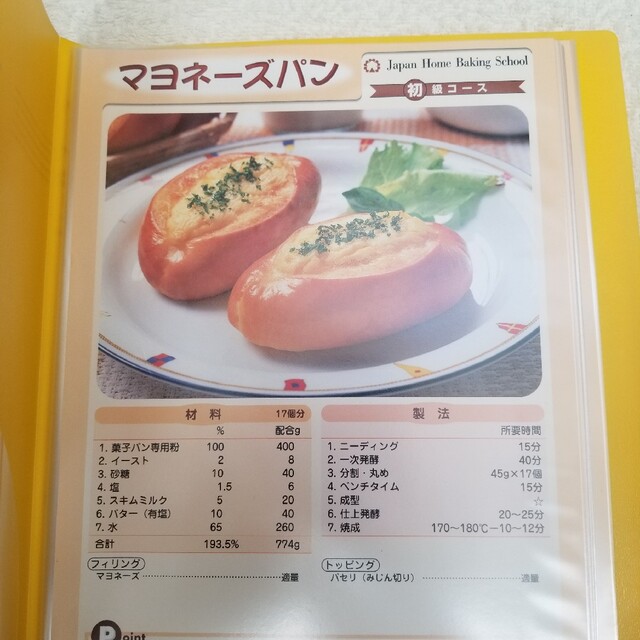 マヨネーズパン
Japan Home Baking School
初級コース
材料 17個分
% 配合g
1. 菓子パン専用粉 100 400
2. イースト 2 8
3. 砂糖 10 40
4. 塩 1.5 6
5. スキムミルク 5 20
6. バター（有塩） 10 40
7. 水 65 260
合計 193.5% 774g
フィリング
マヨネーズ……………………適量
製法
所要時間
1. ニーディング 15分
2. 一次発酵 40分
3. 分割・丸め 45g×17個
4. ベンチタイム 15分
5. 成型 ☆
6. 仕上発酵 20〜25分
7. 焼成 170〜180℃−10〜12分
トッピング
パセリ（みじん切り）……………適量
Point